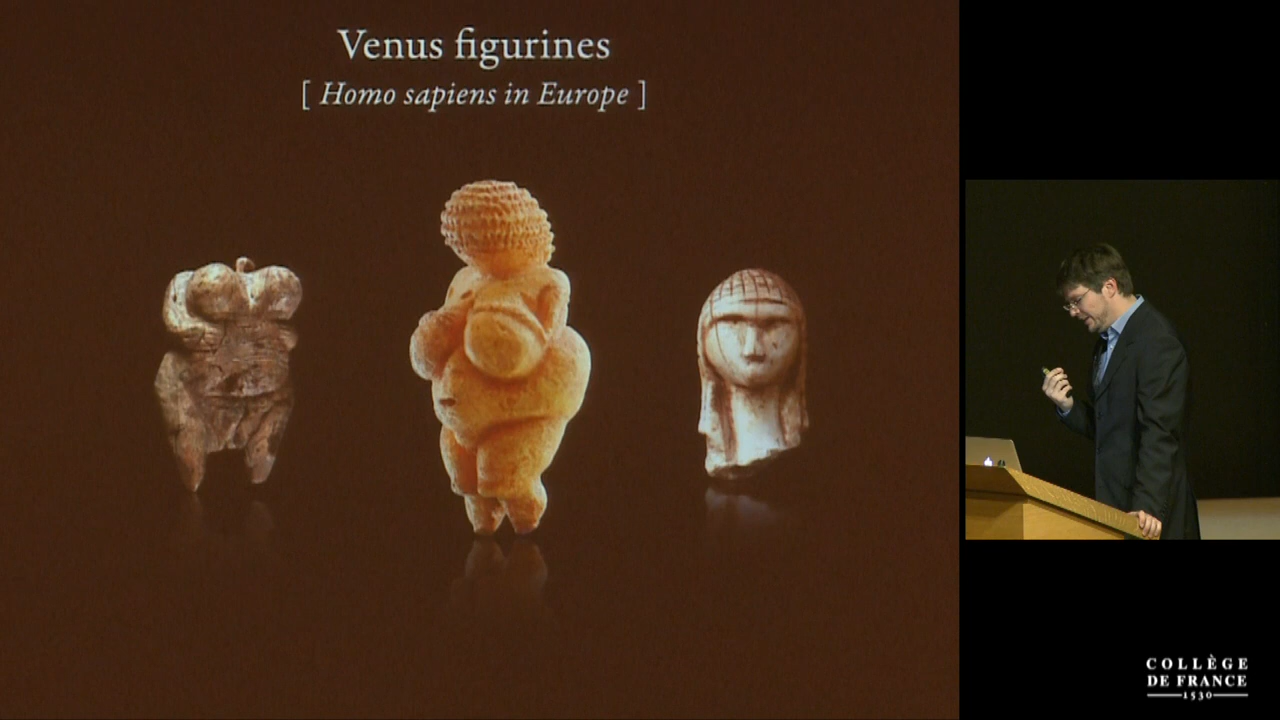 Venus figurines
[ Homo sapiens in Europe ]
COLLÈGE
DE FRANCE
1530